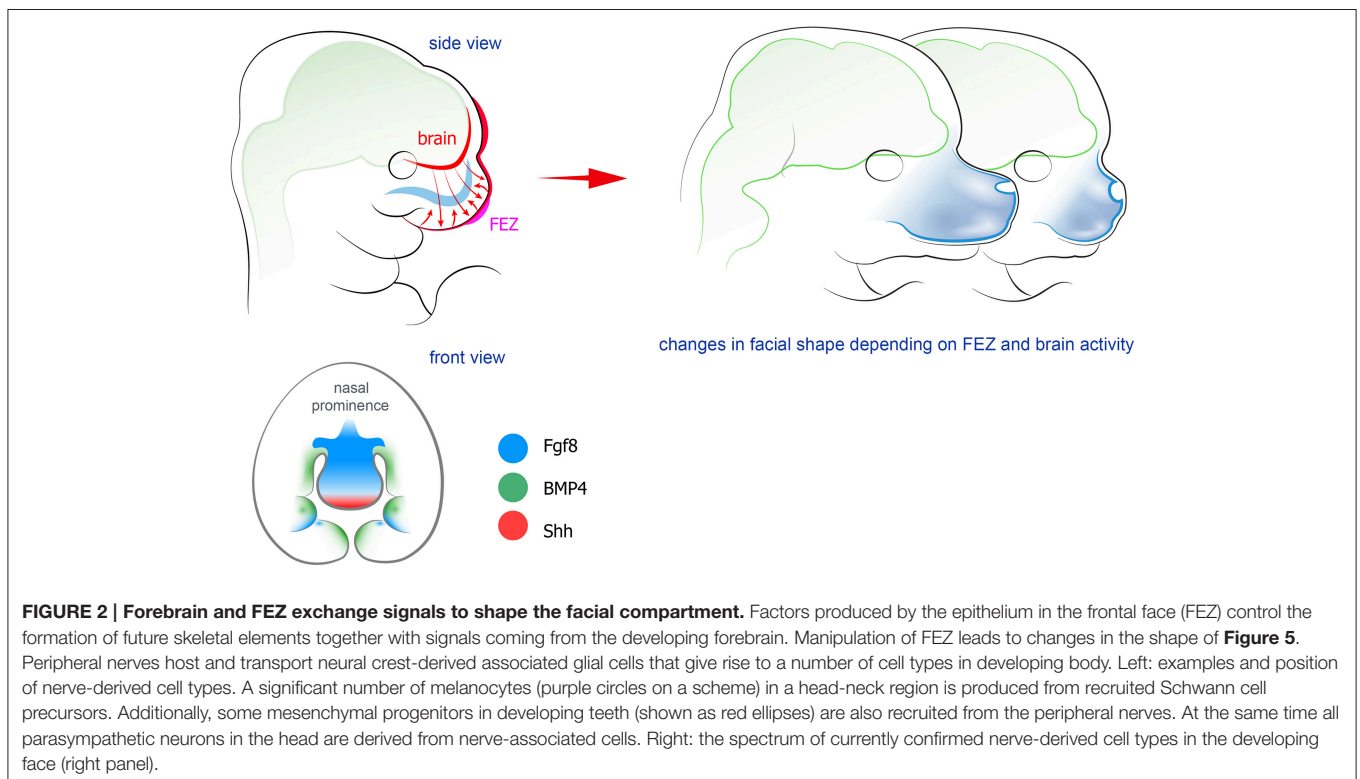 side view
brain
FEZ
changes in facial shape depending on FEZ and brain activity
front view
nasal
prominence
Fgf8
BMP4
Shh
FIGURE 2 | Forebrain and FEZ exchange signals to shape the facial compartment. Factors produced by the epithelium in the frontal face (FEZ) control the
formation of future skeletal elements together with signals coming from the developing forebrain. Manipulation of FEZ leads to changes in the shape of Figure 5.
Peripheral nerves host and transport neural crest-derived associated glial cells that give rise to a number of cell types in developing body. Left: examples and position
of nerve-derived cell types. A significant number of melanocytes (purple circles on a scheme) in a head-neck region is produced from recruited Schwann cell
precursors. Additionally, some mesenchymal progenitors in developing teeth (shown as red ellipses) are also recruited from the peripheral nerves. At the same time all
parasympathetic neurons in the head are derived from nerve-associated cells. Right: the spectrum of currently confirmed nerve-derived cell types in the developing
face (right panel).